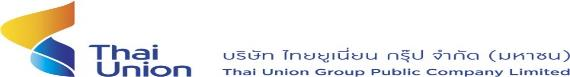 Thai
Union
บริษัท ไทยยูเนี่ยน กรุ๊ป จำกัด (มหาชน)
Thai Union Group Public Company Limited